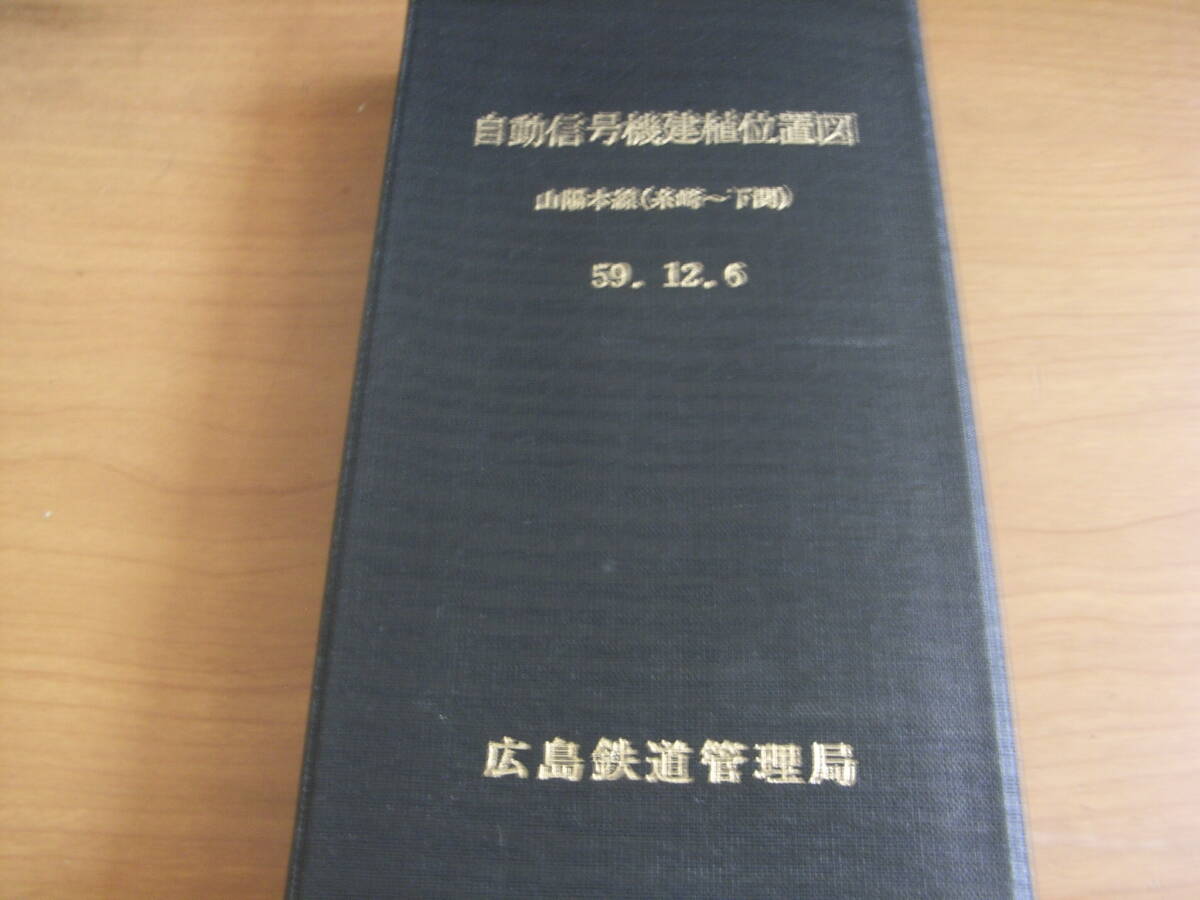 自動信号機建植位置図
山陽本線(糸崎～下関)
59. 12. 6
広島鉄道管理局